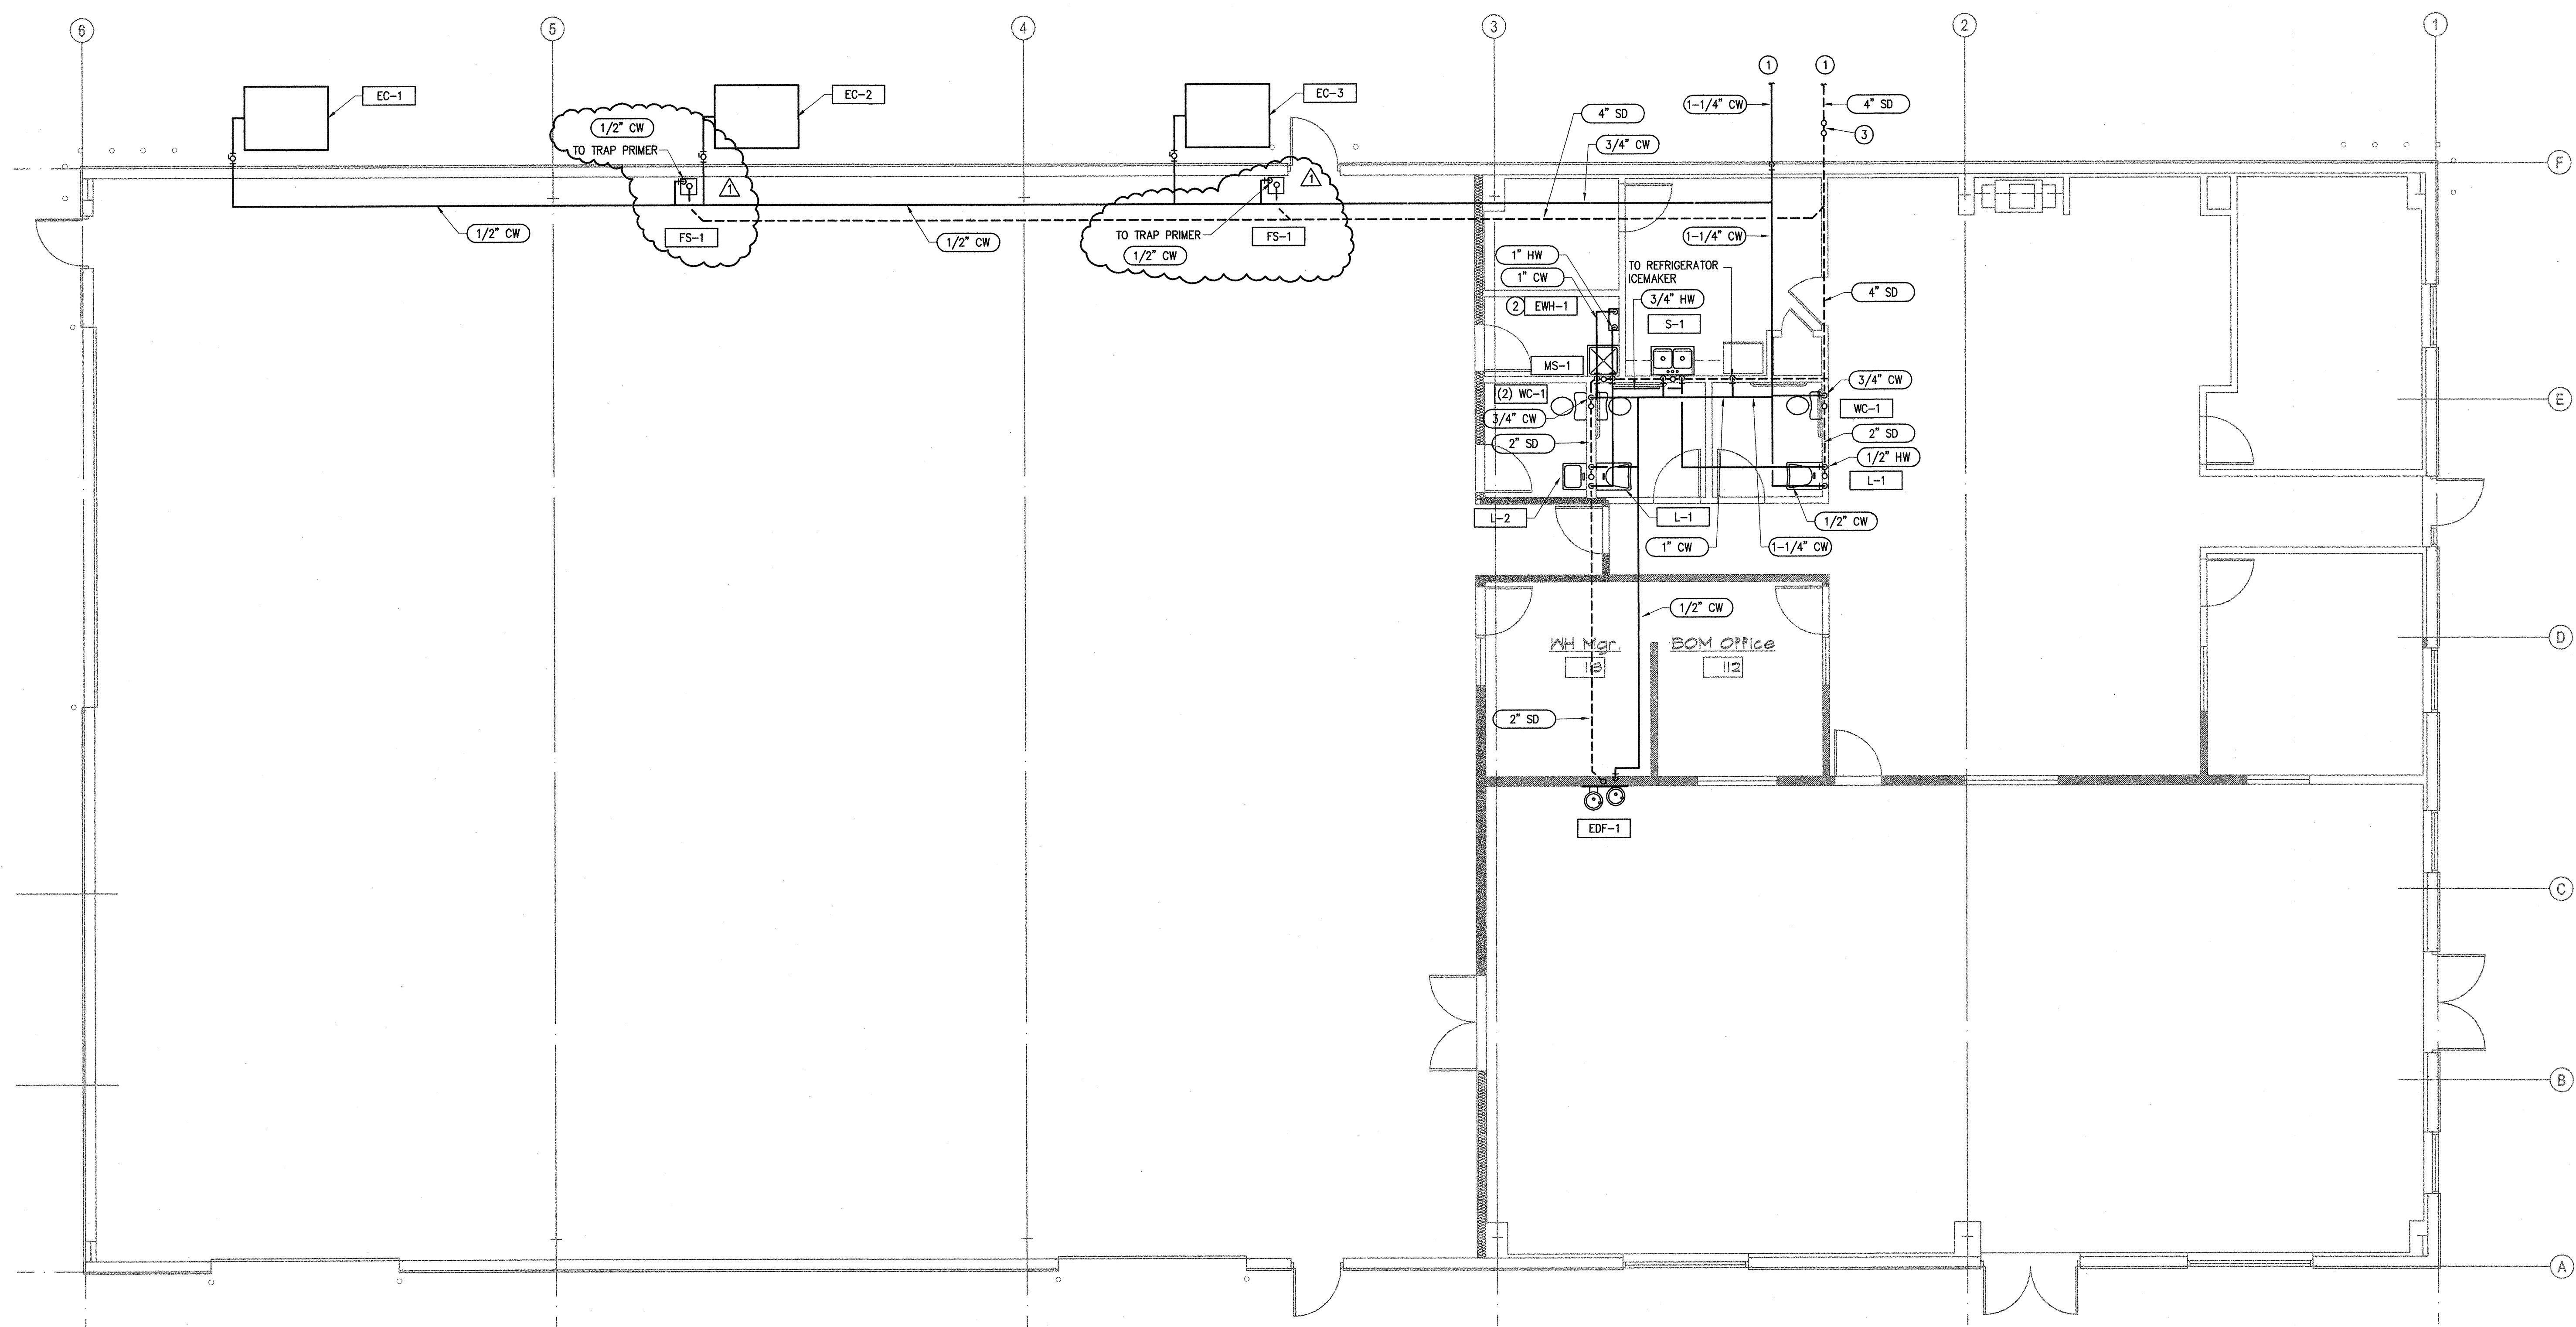 6
5
4
3
2
1
1
1
EC-1
EC-2
EC-3
1-1/4" CW
4" SD
3
1/2" CW
TO TRAP PRIMER
4" SD
3/4" CW
F
1
1
FS-1
1/2" CW
1/2" CW
TO TRAP PRIMER
1/2" CW
FS-1
1-1/4" CW
1" HW
1" CW
TO REFRIGERATOR
ICEMAKER
4" SD
2
EWH-1
3/4" HW
S-1
MS-1
3/4" CW
(2) WC-1
WC-1
E
3/4" CW
2" SD
2" SD
1/2" HW
L-1
L-2
L-1
1/2" CW
1" CW
1-1/4" CW
1/2" CW
D
WH Mgr.
113
BOM Office
112
2" SD
EDF-1
C
B
A